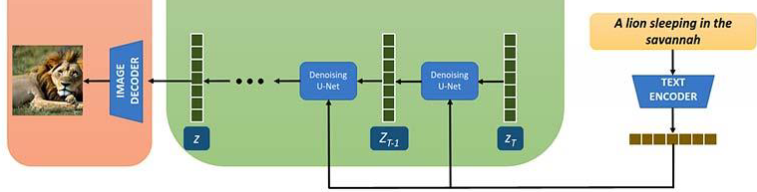 A lion sleeping in the
savannah
IMAGE
DECODER
Denoising
U-Net
Denoising
U-Net
TEXT
ENCODER
z
Z_{T-1}
z_T